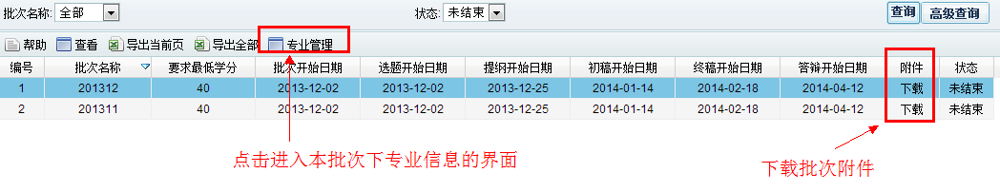 批次名称: 全部 状态: 未结束 查询 高级查询
帮助 查看 导出当前页 导出全部 专业管理
编号 批次名称 要求最低学分 批次开始日期 选题开始日期 提纲开始日期 初稿开始日期 终稿开始日期 答辩开始日期 附件 状态
1 201312 40 2013-12-02 2013-12-02 2013-12-25 2014-01-14 2014-02-18 2014-04-12 下载 未结束
2 201311 40 2013-12-02 2013-12-02 2013-12-25 2014-01-14 2014-02-18 2014-04-12 下载 未结束
点击进入本批次下专业信息的界面
下载批次附件